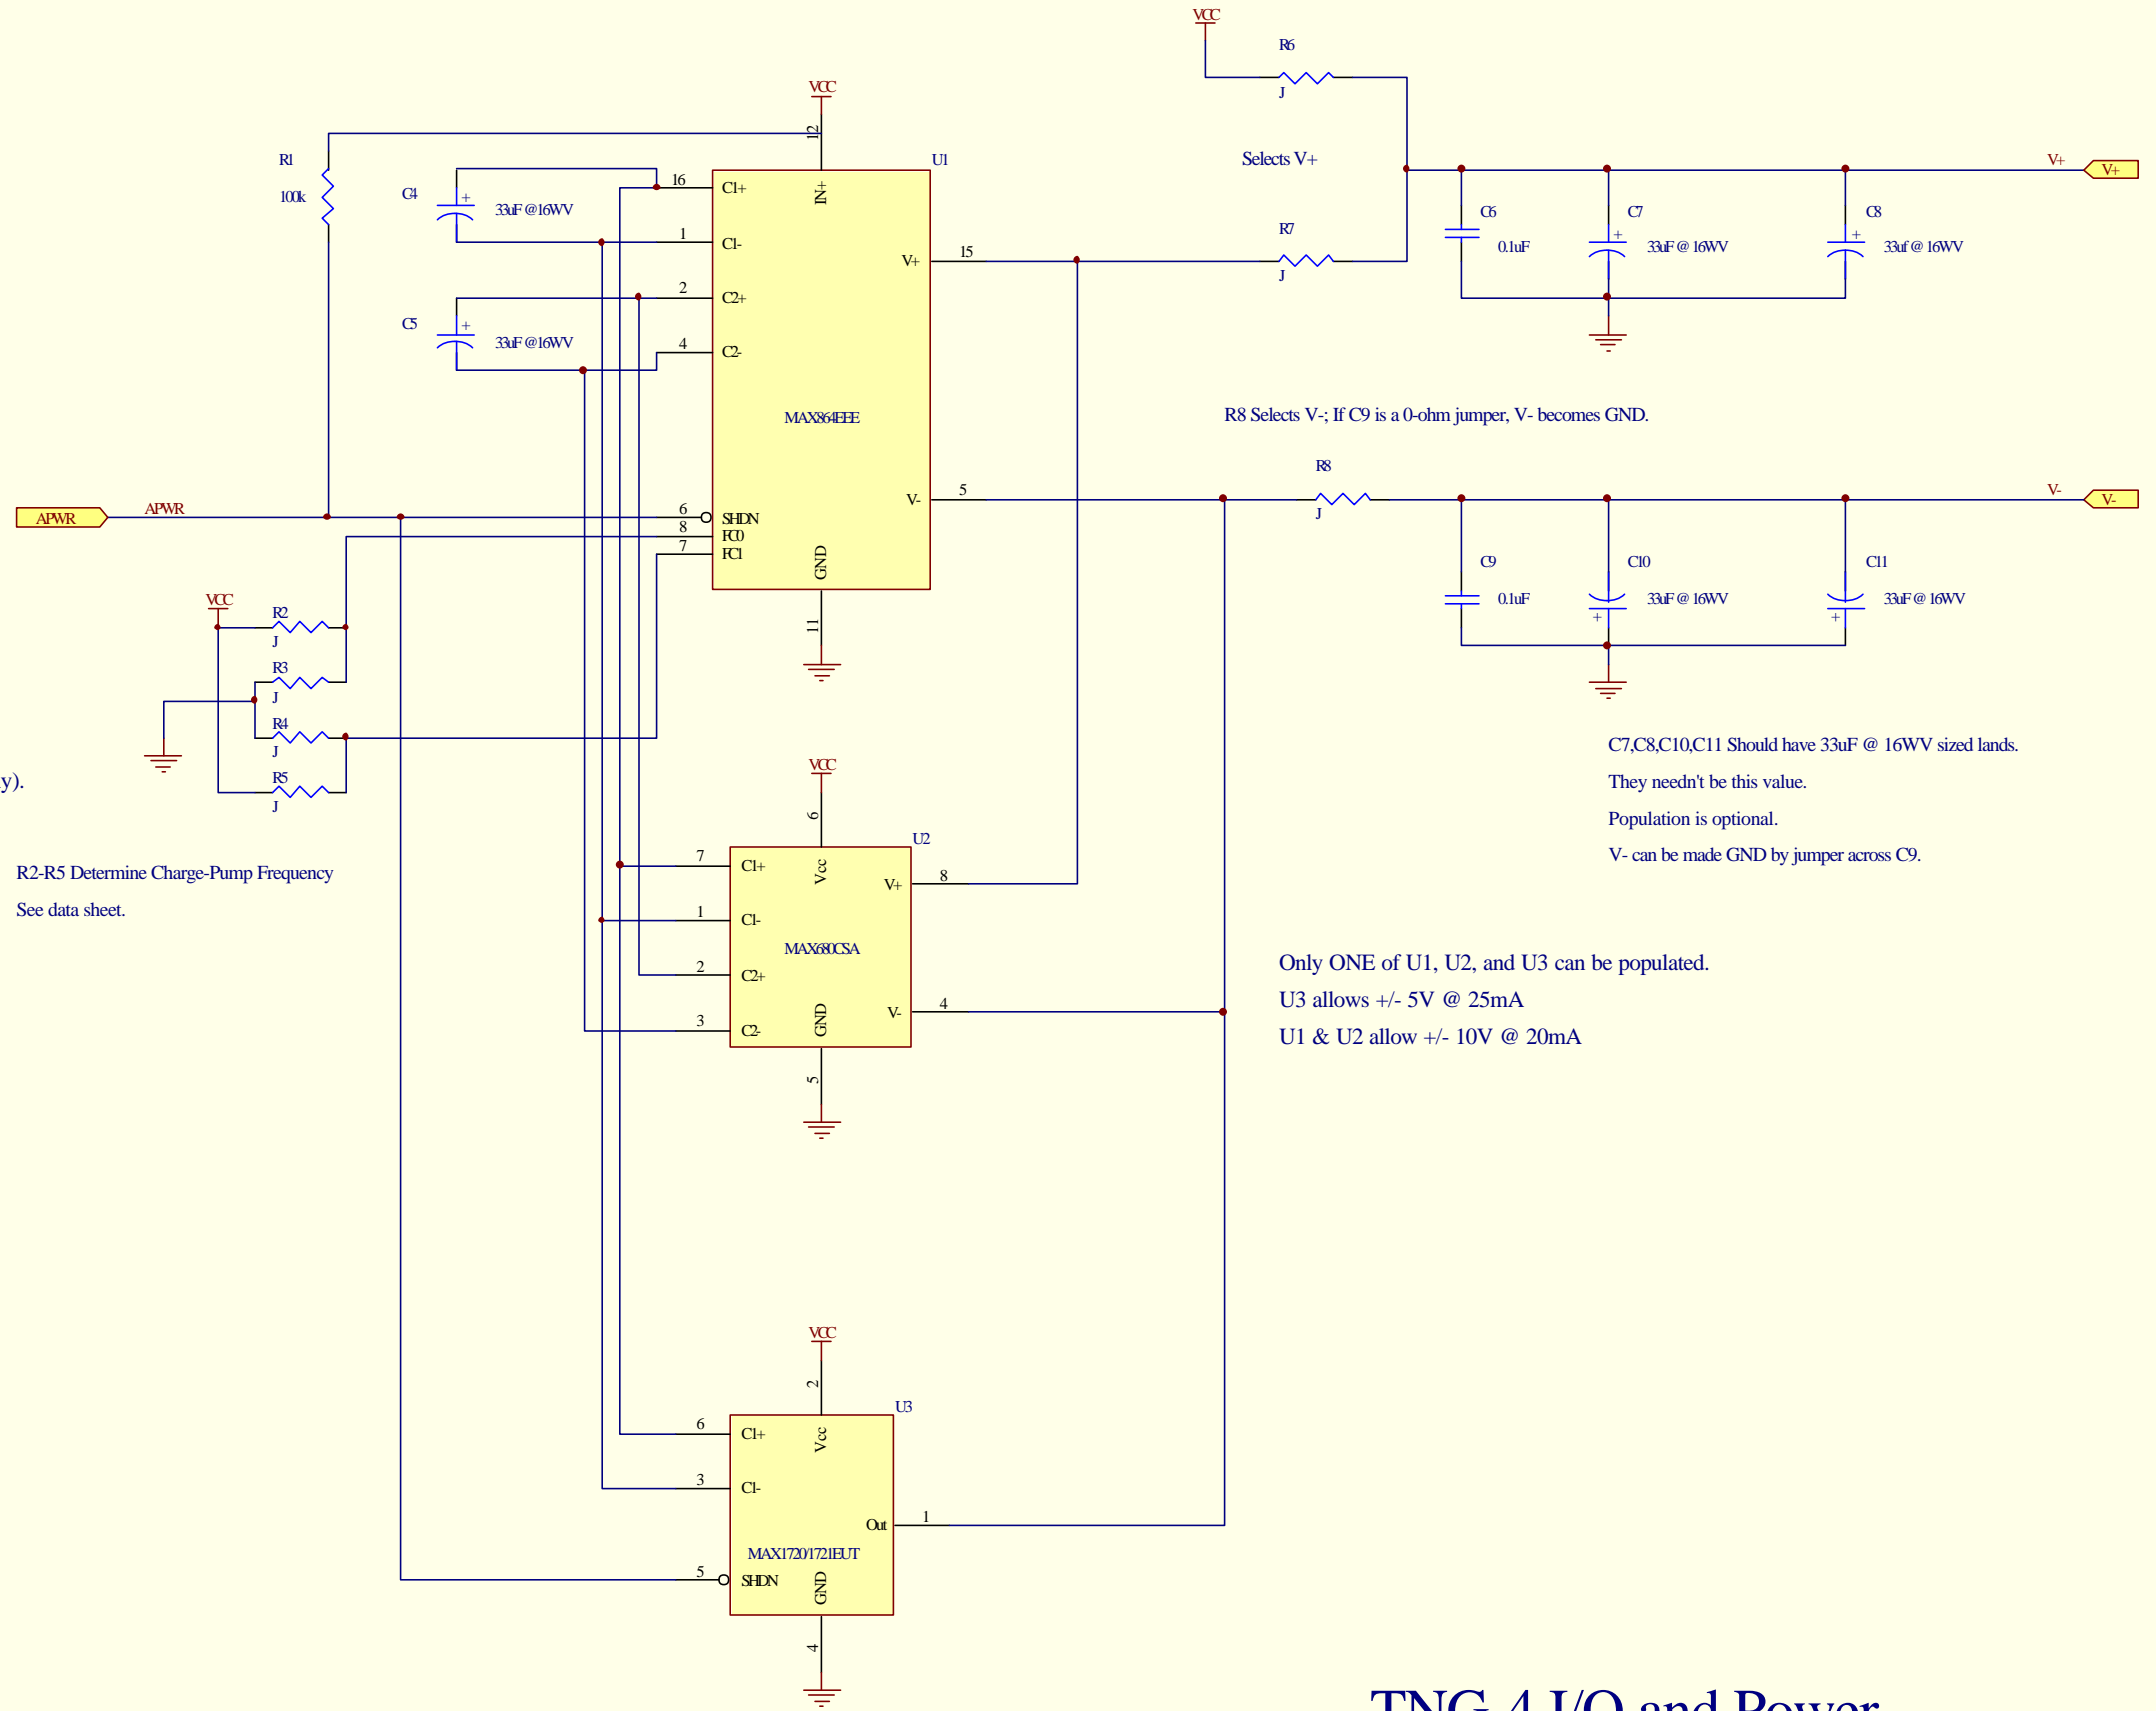 VCC
R6
J
VCC
12
R1
100k
U1
Selects V+
V+
V+
C4
33uF @16WV
16
C1+
IN+
1
C1-
R7
J
C6
0.1uF
C7
33uF @ 16WV
C8
33uf @ 16WV
V+
15
2
C2+
C5
33uF @16WV
4
C2-
MAX864EEE
R8 Selects V-; If C9 is a 0-ohm jumper, V- becomes GND.
R8
J
V-
5
V-
V-
APWR
APWR
6
SHDN
8
FC0
7
FC1
GND
11
C9
0.1uF
C10
33uF @ 16WV
C11
33uF @ 16WV
VCC
R2
J
R3
J
R4
J
R5
J
y).
C7,C8,C10,C11 Should have 33uF @ 16WV sized lands.
They needn't be this value.
Population is optional.
V- can be made GND by jumper across C9.
VCC
6
U2
R2-R5 Determine Charge-Pump Frequency
See data sheet.
7
C1+
Vcc
V+
8
1
C1-
MAX680CSA
2
C2+
3
C2-
GND
V-
4
5
Only ONE of U1, U2, and U3 can be populated.
U3 allows +/- 5V @ 25mA
U1 & U2 allow +/- 10V @ 20mA
VCC
2
U3
6
C1+
Vcc
3
C1-
Out
1
MAX1720/1721EUT
5
SHDN
GND
4
TNG-4 I/O and Power